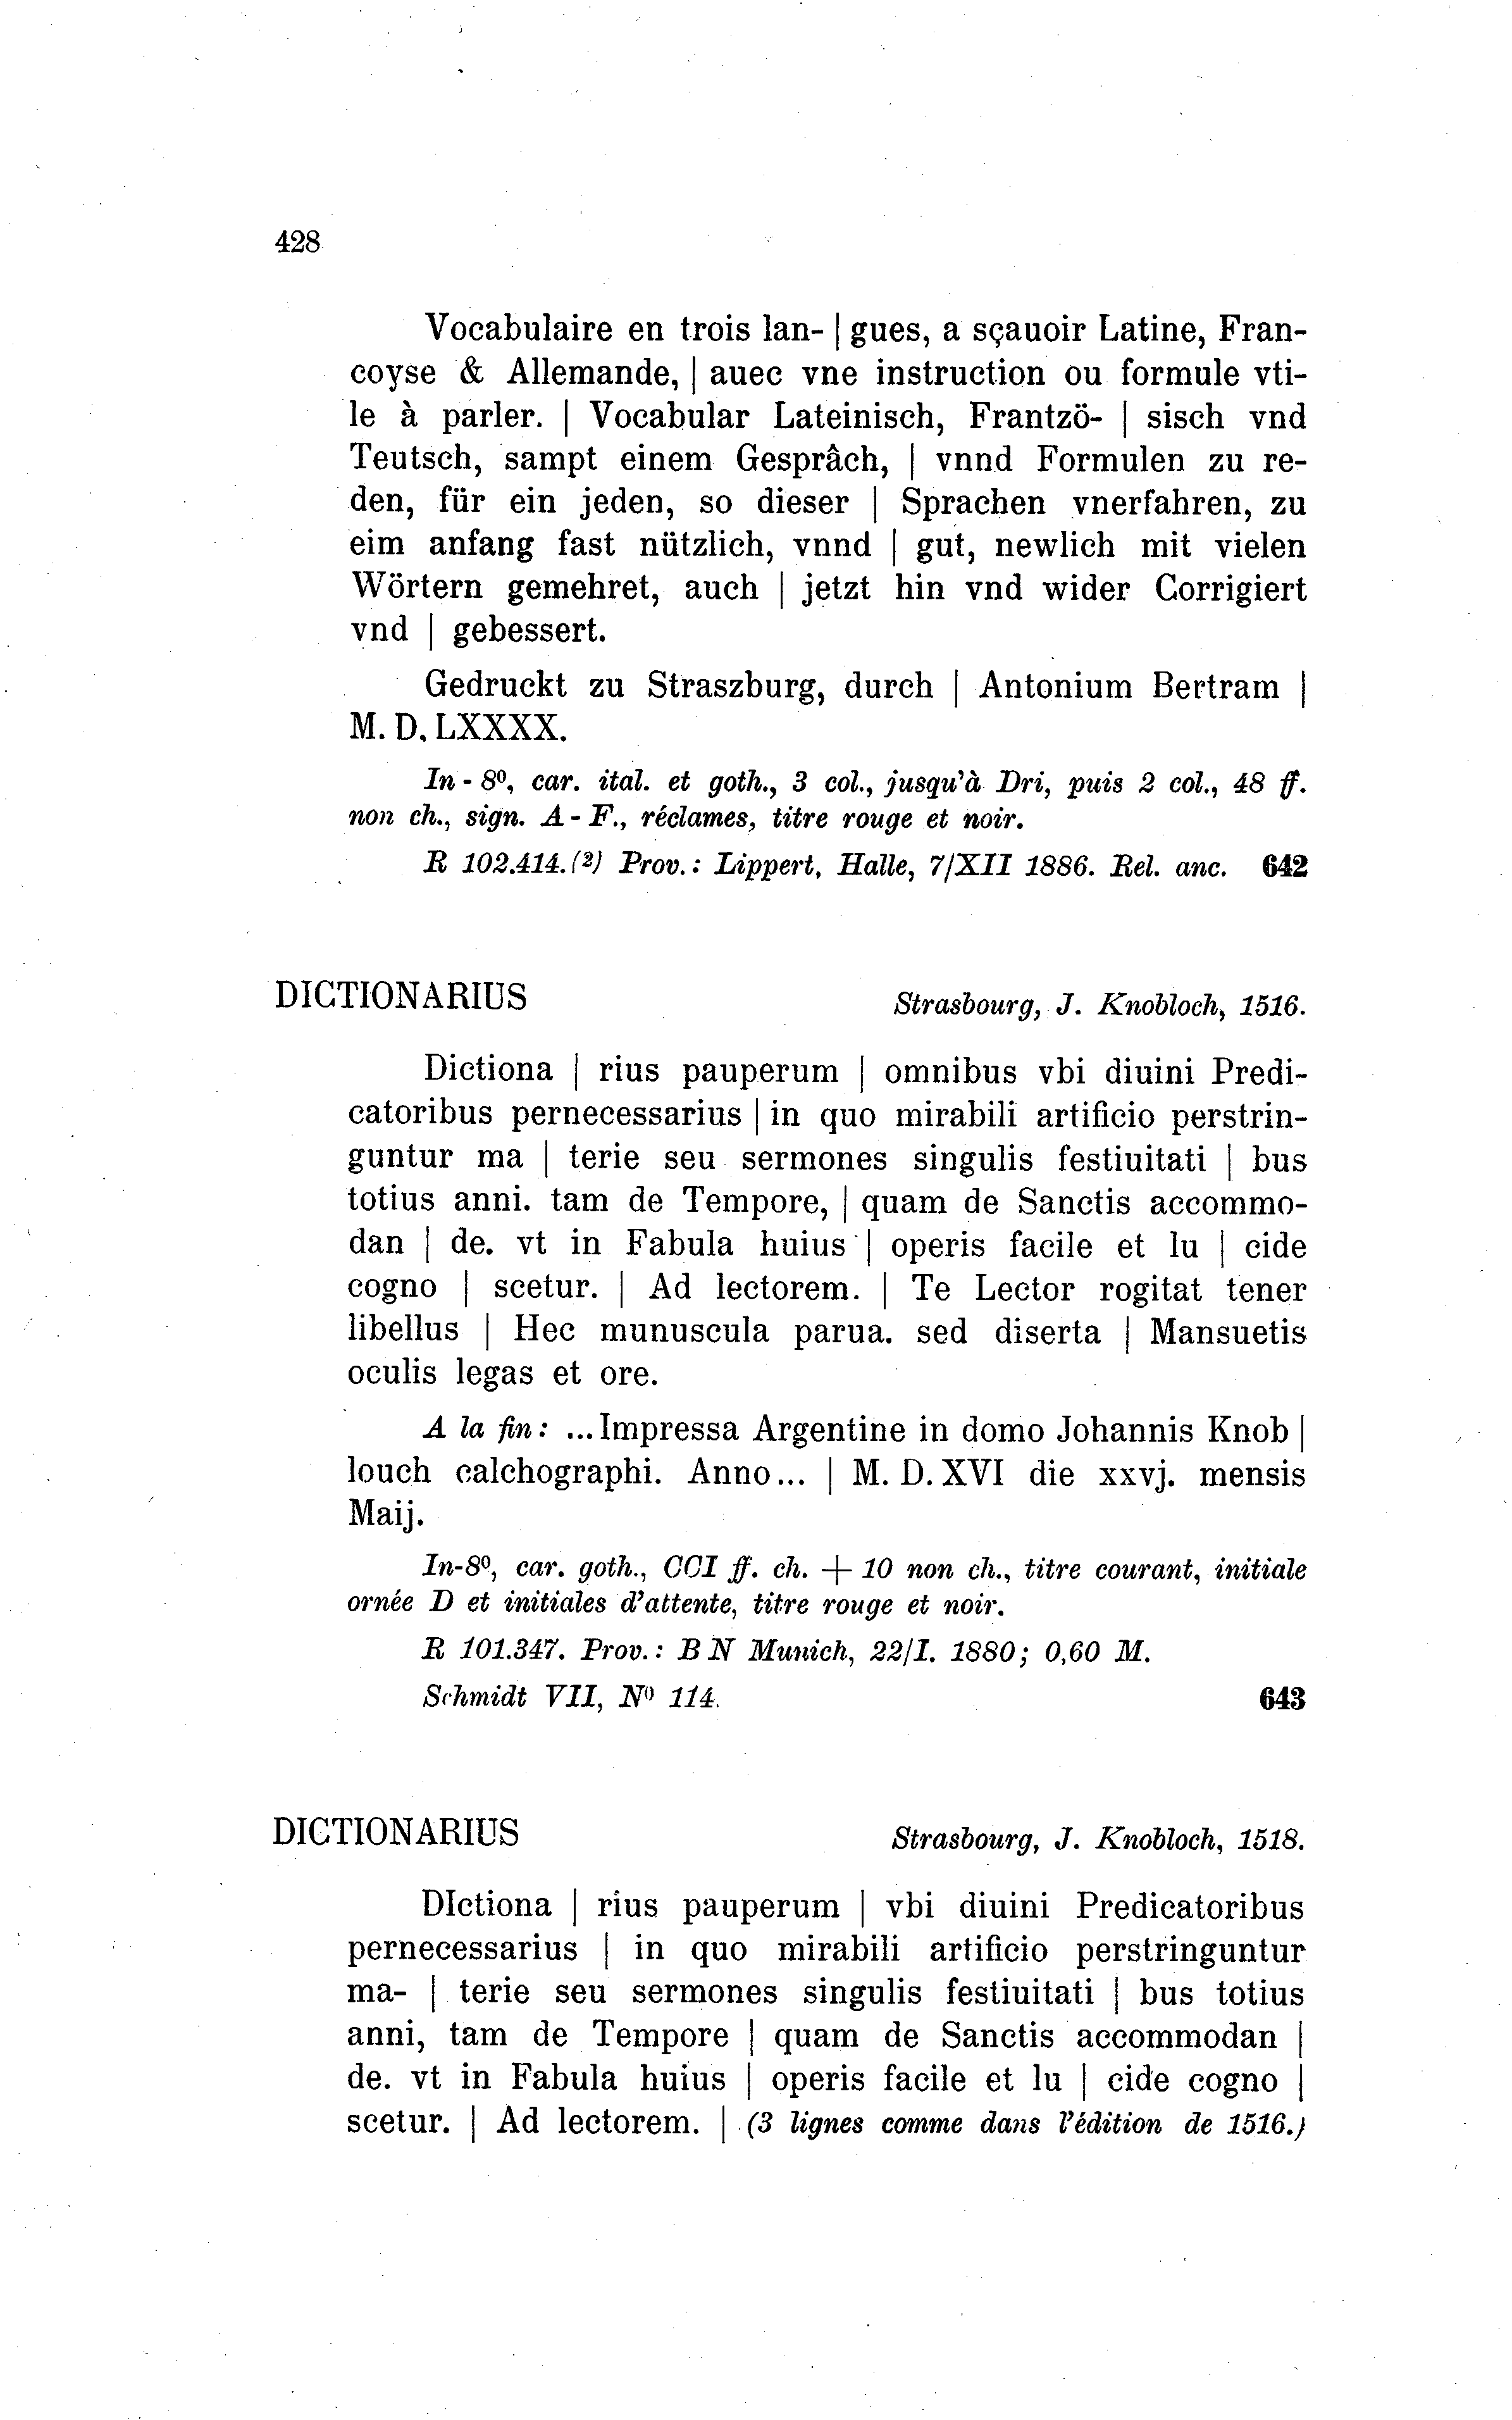 428
Vocabulaire en trois lan- | gues, a sçauoir Latine, Fran-
coyse & Allemande, | auec vne instruction ou formule vti-
le à parler. | Vocabular Lateinisch, Frantzö- | sisch vnd
Teutsch, sampt einem Gesprâch, | vnnd Formulen zu re-
den, für ein jeden, so dieser | Sprachen vnerfahren, zu
eim anfang fast nützlich, vnnd | gut, newlich mit vielen
Wörtern gemehret, auch | jetzt hin vnd wider Corrigiert
vnd | gebessert.
Gedruckt zu Straszburg, durch | Antonium Bertram |
M. D. LXXXX.
In - 8⁰, car. ital. et goth., 3 col., jusqu'à Dri, puis 2 col., 48 ff.
non ch., sign. A - F., réclames, titre rouge et noir.
R 102.414.(²) Prov.: Lippert, Halle, 7/XII 1886. Rel. anc. 642
DICTIONARIUS Strasbourg, J. Knobloch, 1516.
Dictiona | rius pauperum | omnibus vbi diuini Predi-
catoribus pernecessarius | in quo mirabili artificio perstrin-
guntur ma | terie seu sermones singulis festiuitati | bus
totius anni. tam de Tempore, | quam de Sanctis accommo-
dan | de. vt in Fabula huius | operis facile et lu | cide
cogno | scetur. | Ad lectorem. | Te Lector rogitat tener
libellus | Hec munuscula parua. sed diserta | Mansuetis
oculis legas et ore.
A la fin: ...Impressa Argentine in domo Johannis Knob |
louch calchographi. Anno... | M. D. XVI die xxvj. mensis
Maij.
In-8⁰, car. goth., CCI ff. ch. + 10 non ch., titre courant, initiale
ornée D et initiales d'attente, titre rouge et noir.
R 101.347. Prov.: B N Munich, 22/I. 1880; 0,60 M.
Schmidt VII, N⁰ 114. 643
DICTIONARIUS Strasbourg, J. Knobloch, 1518.
DIctiona | rius pauperum | vbi diuini Predicatoribus
pernecessarius | in quo mirabili artificio perstringuntur
ma- | terie seu sermones singulis festiuitati | bus totius
anni, tam de Tempore | quam de Sanctis accommodan |
de. vt in Fabula huius | operis facile et lu | cide cogno |
scetur. | Ad lectorem. | (3 lignes comme dans l'édition de 1516.)